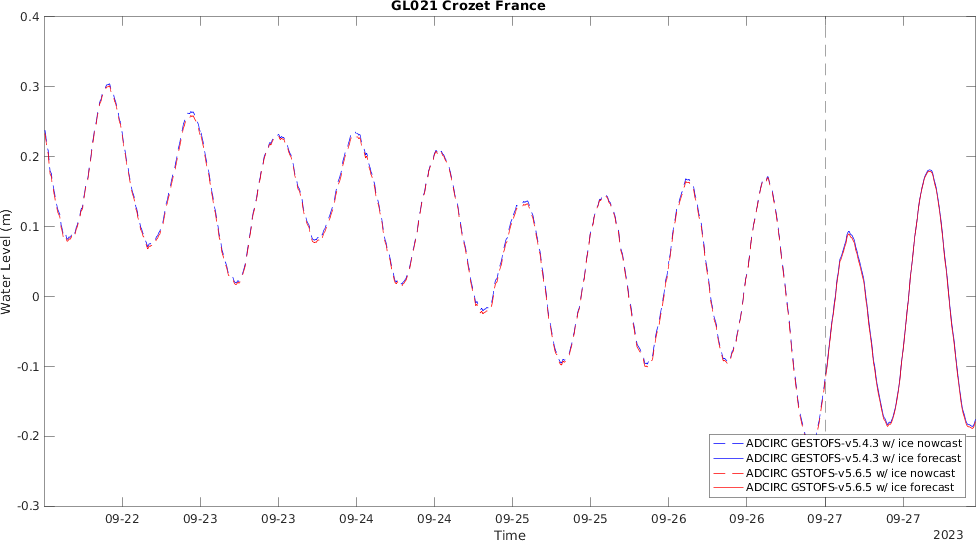 GL021 Crozet France
0.4
0.3
0.2
0.1
0
-0.1
-0.2
-0.3
Water Level (m)
ADCIRC GESTOFS-v5.4.3 w/ ice nowcast
ADCIRC GESTOFS-v5.4.3 w/ ice forecast
ADCIRC GSTOFS-v5.6.5 w/ ice nowcast
ADCIRC GSTOFS-v5.6.5 w/ ice forecast
09-22 09-23 09-23 09-24 09-24 09-25 09-25 09-26 09-26 09-27 09-27
Time
2023